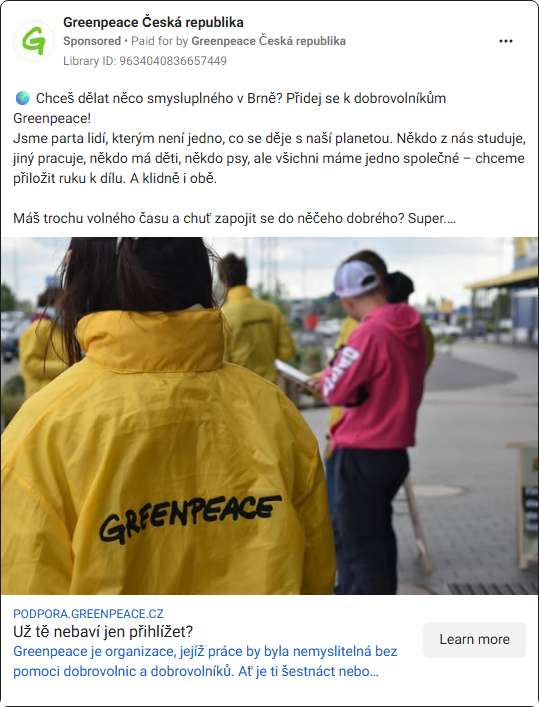 Greenpeace Česká republika
Sponsored • Paid for by Greenpeace Česká republika
Library ID: 9634040836657449
🌍 Chceš dělat něco smysluplného v Brně? Přidej se k dobrovolníkům
Greenpeace!
Jsme parta lidí, kterým není jedno, co se děje s naší planetou. Někdo z nás studuje,
jiný pracuje, někdo má děti, někdo psy, ale všichni máme jedno společné – chceme
přiložit ruku k dílu. A klidně i obě.
Máš trochu volného času a chuť zapojit se do něčeho dobrého? Super....
GREENPEACE
PODPORA.GREENPEACE.CZ
Už tě nebaví jen přihlížet?
Greenpeace je organizace, jejíž práce by byla nemyslitelná bez
pomoci dobrovolnic a dobrovolníků. Ať je ti šestnáct nebo...
Learn more